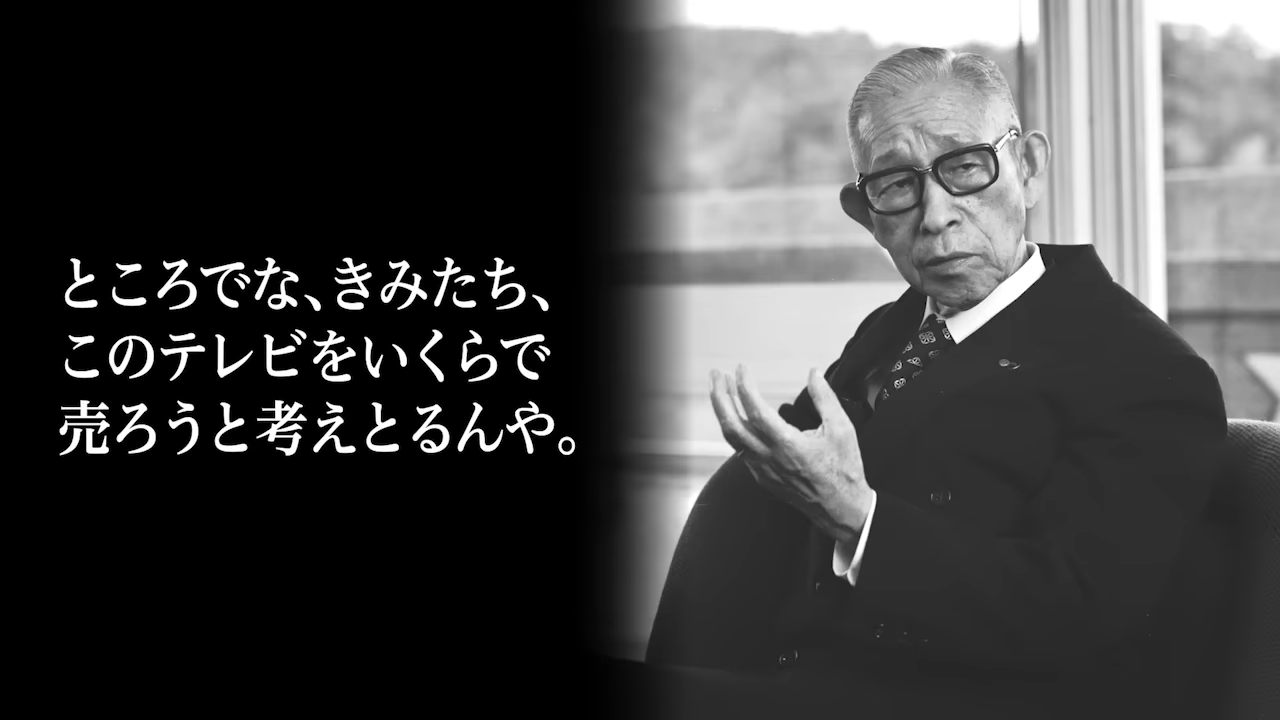 ところでな、きみたち、
このテレビをいくらで
売ろうと考えとるんや。